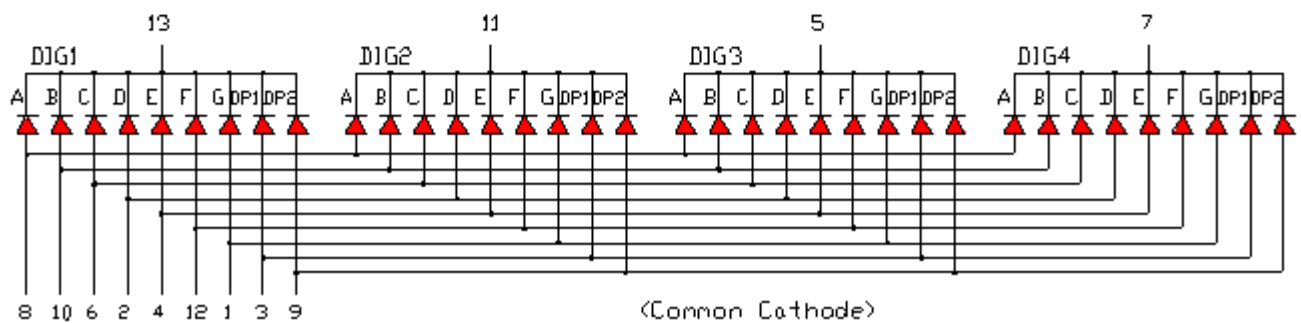 13 11 5 7
DIG1 DIG2 DIG3 DIG4
A B C D E F G DP1 DP2 A B C D E F G DP1 DP2 A B C D E F G DP1 DP2 A B C D E F G DP1 DP2
8 10 6 2 4 12 1 3 9 (Common Cathode)